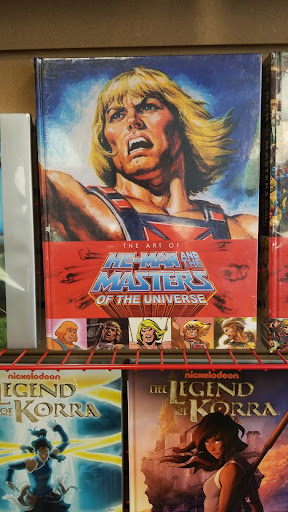 THE ART OF
HE-MAN AND THE
MASTERS
OF THE UNIVERSE
nickelodeon
LEGEND
OF KORRA
nickelodeon
THE LEGEND
OF KORRA